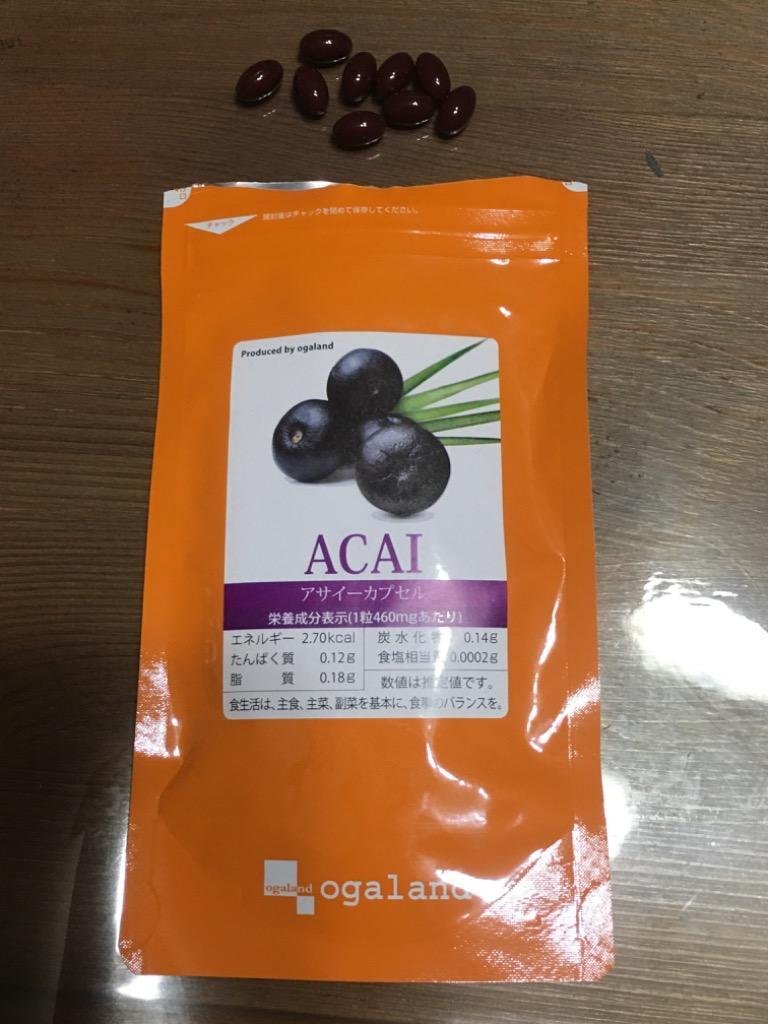 チャック
開封後はチャックを閉めて保存してください。
Produced by ogaland
ACAI
アサイーカプセル
栄養成分表示(1粒460mgあたり)
エネルギー 2.70kcal 炭水化物 0.14g
たんぱく質 0.12g 食塩相当量 0.0002g
脂質 0.18g 数値は推定値です。
食生活は、主食、主菜、副菜を基本に、食事のバランスを。
ogaland ogaland